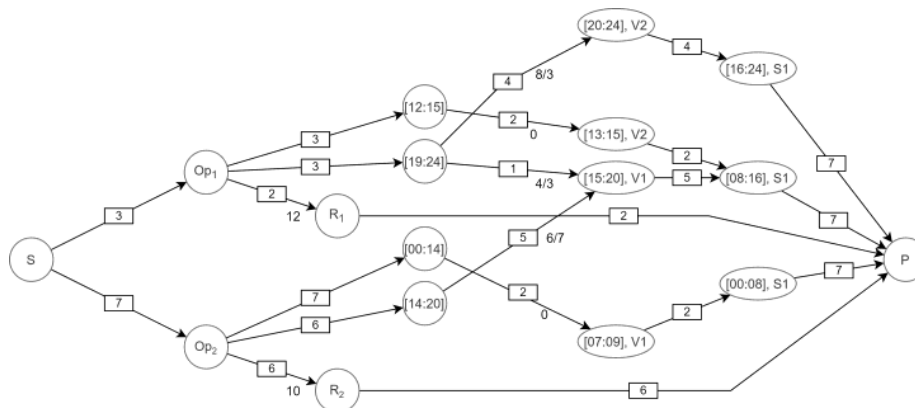 [20:24], V2
4
[16:24], S1
4
8/3
[12:15]
2
0
[13:15], V2
3
2
3
[19:24]
1
4/3
[15:20], V1
5
[08:16], S1
7
Op1
2
12
R1
2
7
3
S
5
6/7
P
[00:14]
7
7
[00:08], S1
7
2
0
[14:20]
6
2
[07:09], V1
Op2
6
10
R2
6